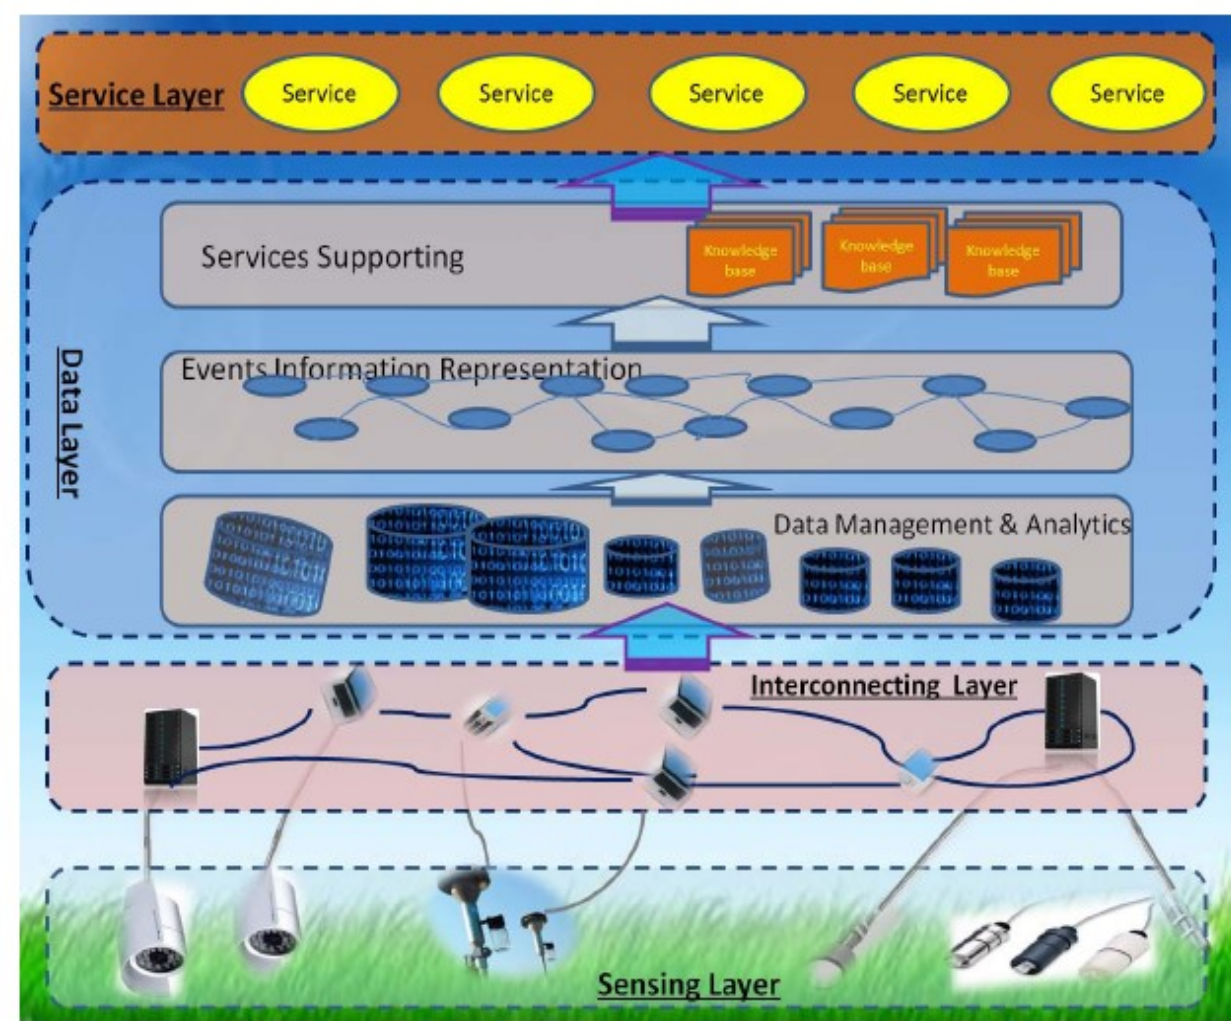 Service Layer
Service
Service
Service
Service
Service
Services Supporting
Knowledge
base
Knowledge
base
Knowledge
base
Data Layer
Events Information Representation
Data Management & Analytics
Interconnecting Layer
Sensing Layer